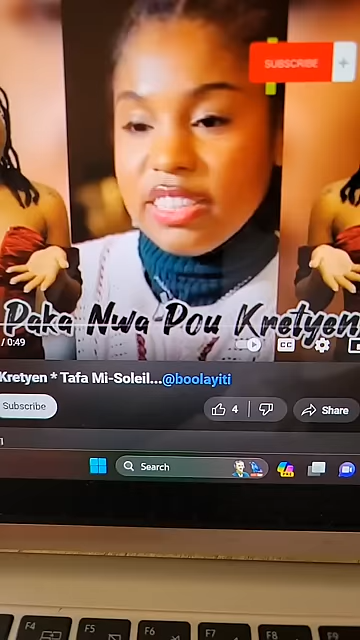 SUBSCRIBE +
Paka Nwa Pou Kretyen
/ 0:49
CC
Kretyen * Tafa Mi-Soleil...@boolayiti
Subscribe
4
Share
Search
F4
F5
F6
F7
F8
F9